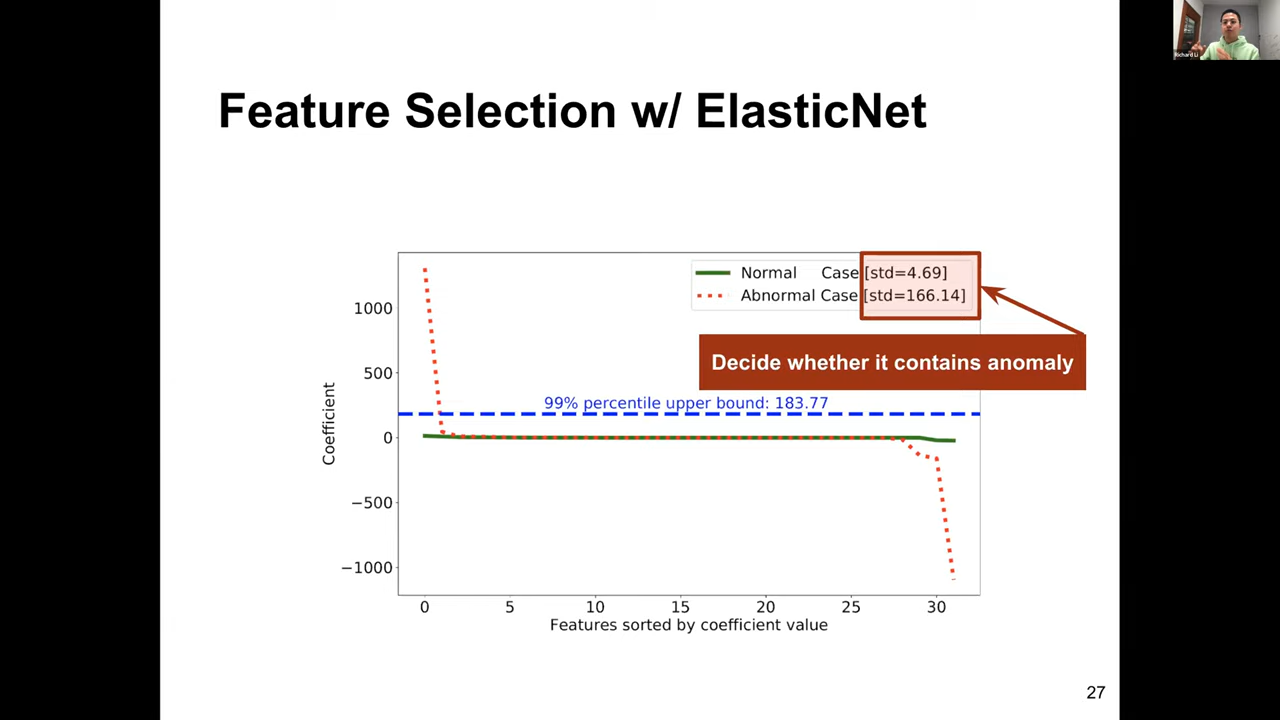 Richard Li
Feature Selection w/ ElasticNet
Normal Case [std=4.69]
Abnormal Case [std=166.14]
Decide whether it contains anomaly
99% percentile upper bound: 183.77
Coefficient
1000
500
0
−500
−1000
0 5 10 15 20 25 30
Features sorted by coefficient value
27